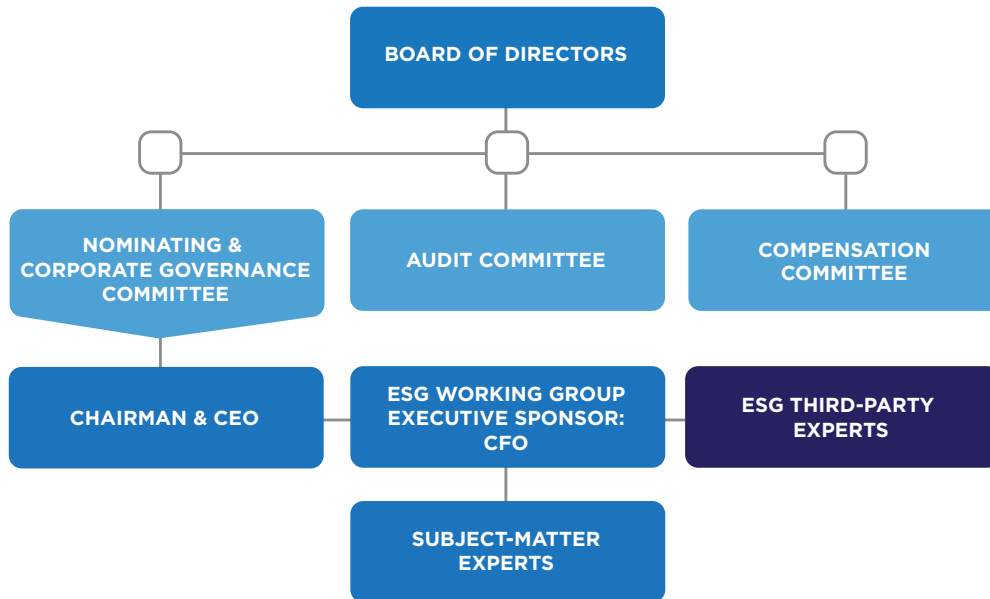 BOARD OF DIRECTORS
NOMINATING &
CORPORATE GOVERNANCE
COMMITTEE
AUDIT COMMITTEE
COMPENSATION
COMMITTEE
CHAIRMAN & CEO
ESG WORKING GROUP
EXECUTIVE SPONSOR:
CFO
ESG THIRD-PARTY
EXPERTS
SUBJECT-MATTER
EXPERTS